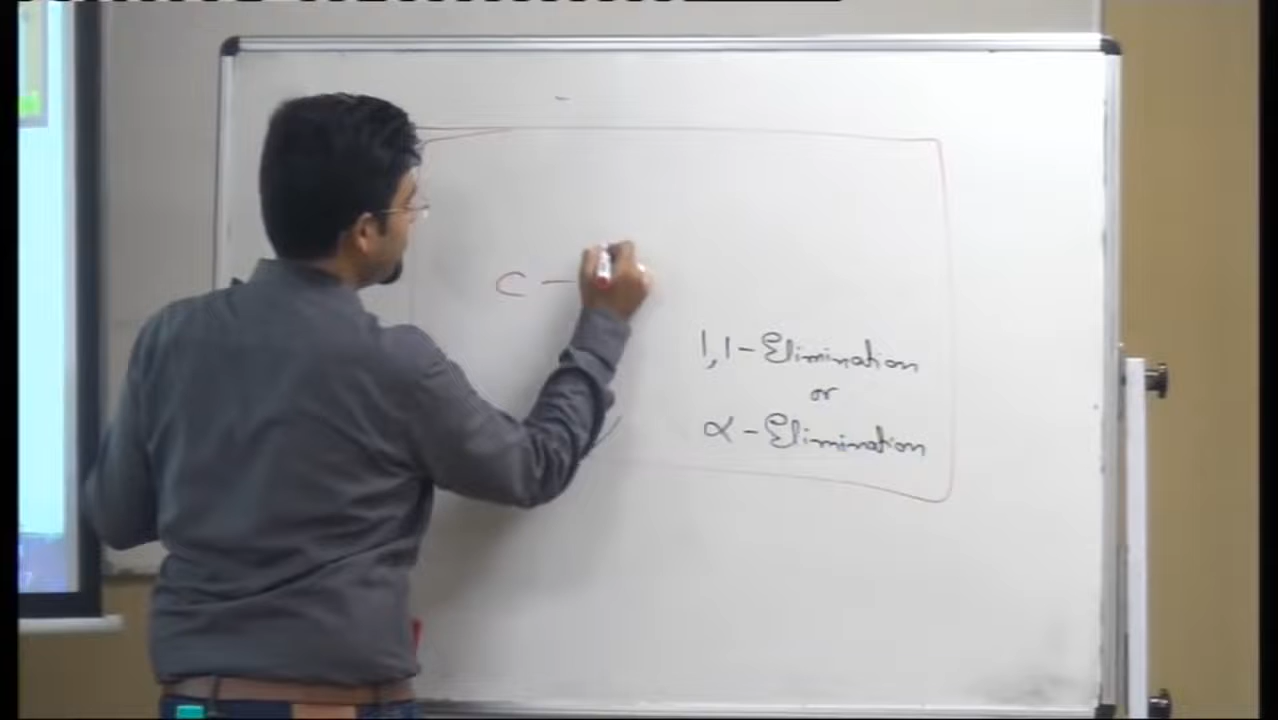 C —
1,1-Elimination
or
α-Elimination